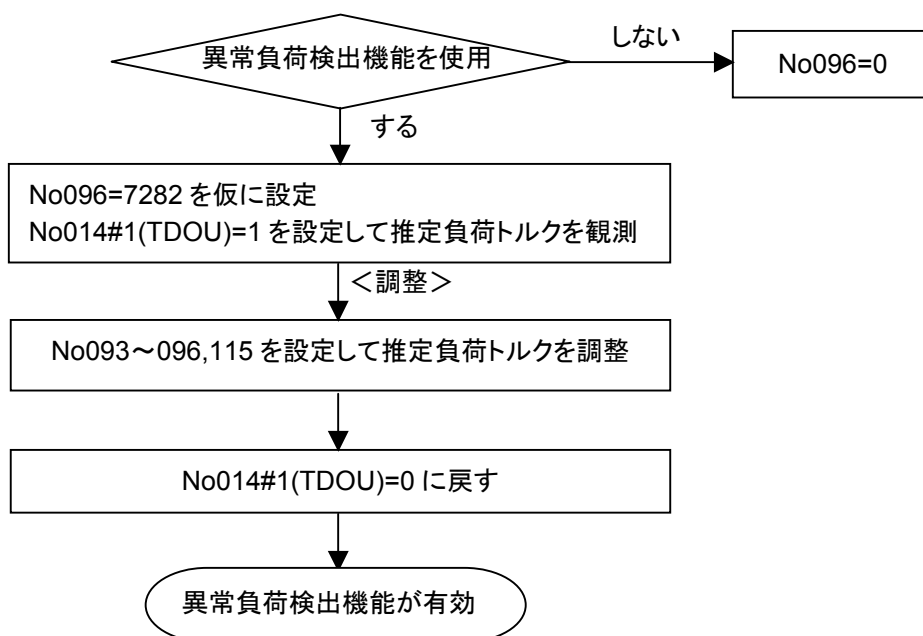 異常負荷検出機能を使用
しない
No096=0
する
No096=7282 を仮に設定
No014#1(TDOU)=1 を設定して推定負荷トルクを観測
＜調整＞
No093～096,115 を設定して推定負荷トルクを調整
No014#1(TDOU)=0 に戻す
異常負荷検出機能が有効